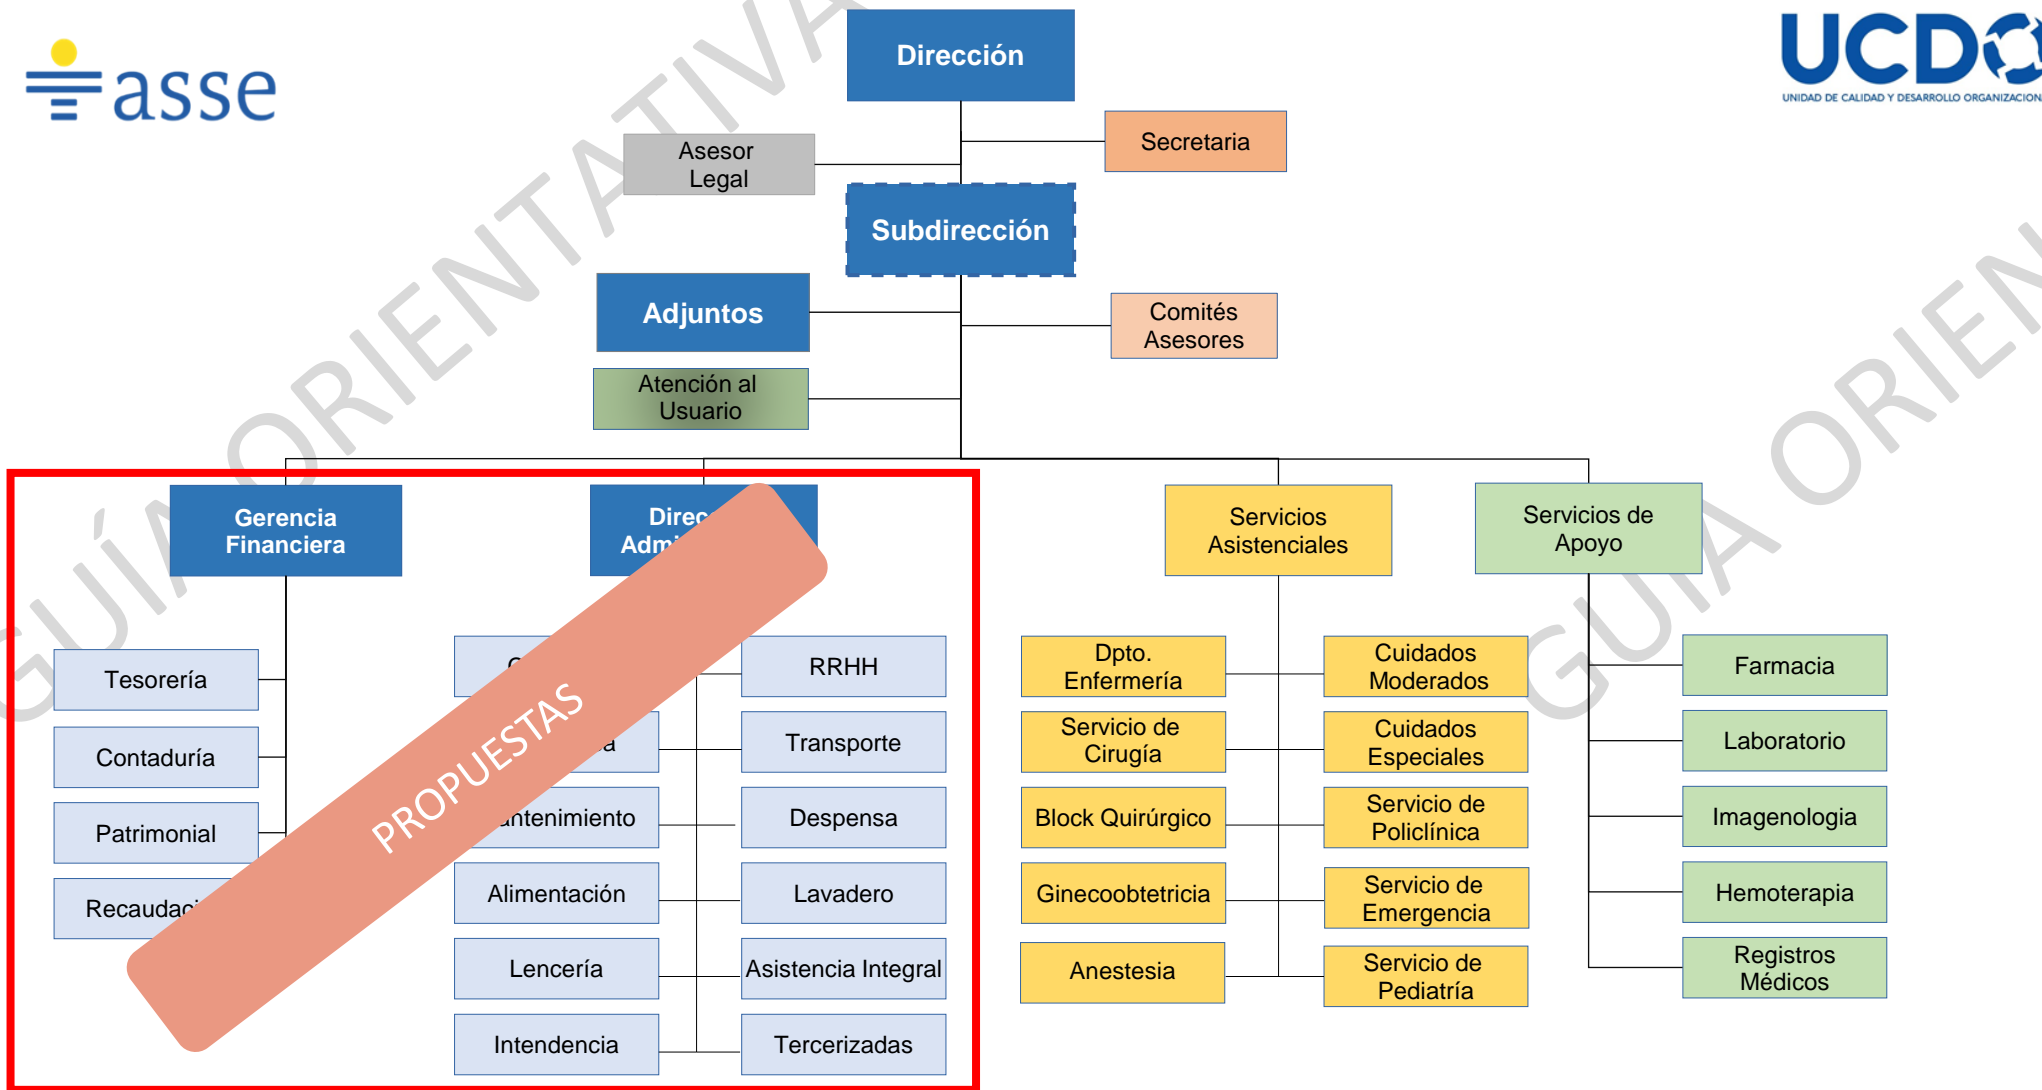 asse
UCDO
UNIDAD DE CALIDAD Y DESARROLLO ORGANIZACION
GUÍA ORIENTATIVA
GUÍA ORIEN
Dirección
Asesor
Legal
Secretaria
Subdirección
Adjuntos
Comités
Asesores
Atención al
Usuario
Gerencia
Financiera
Servicios
Asistenciales
Servicios de
Apoyo
Tesorería
Contaduría
Patrimonial
PROPUESTAS
Alimentación
Lencería
Intendencia
RRHH
Transporte
Despensa
Lavadero
Asistencia Integral
Tercerizadas
Dpto.
Enfermería
Servicio de
Cirugía
Block Quirúrgico
Ginecoobtetricia
Anestesia
Cuidados
Moderados
Cuidados
Especiales
Servicio de
Policlínica
Servicio de
Emergencia
Servicio de
Pediatría
Farmacia
Laboratorio
Imagenologia
Hemoterapia
Registros
Médicos